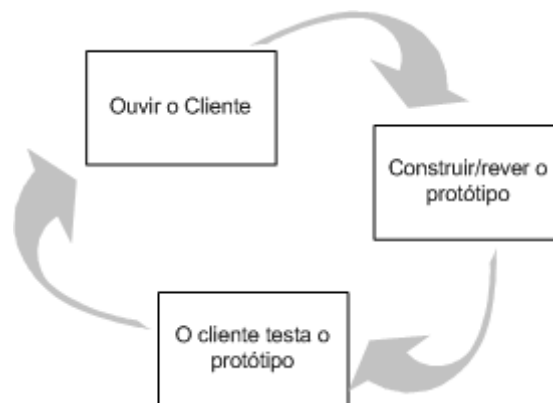 Ouvir o Cliente
Construir/rever o
protótipo
O cliente testa o
protótipo